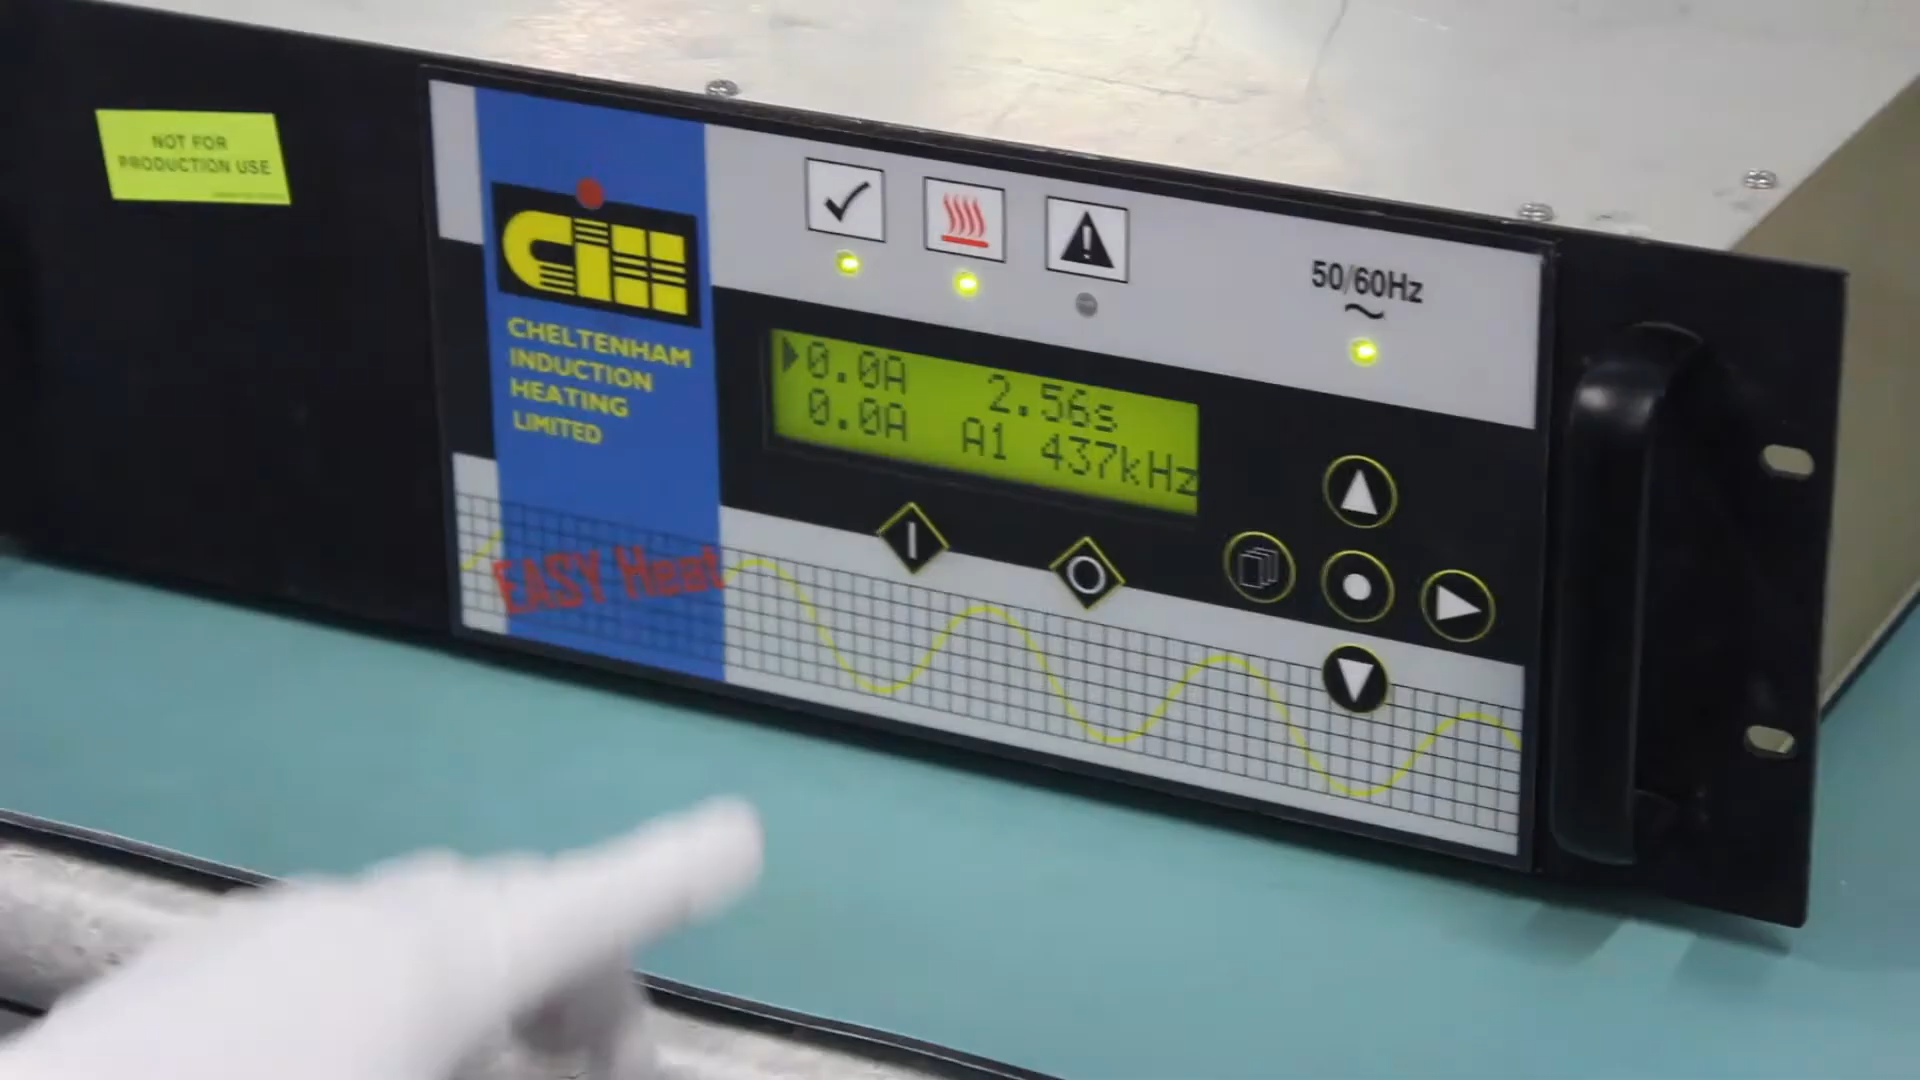 NOT FOR
PRODUCTION USE
CiH
CHELTENHAM
INDUCTION
HEATING
LIMITED
EASY Heat
50/60Hz
~
0.0A 2.56s
0.0A A1 437kHz